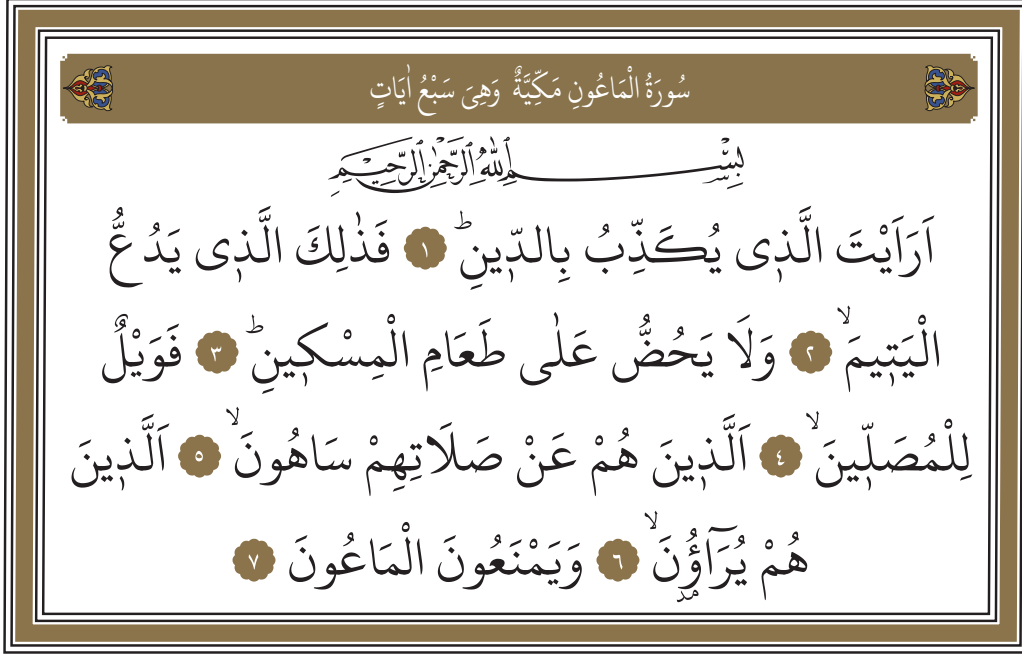 سُورَةُ الْمَاعُونِ مَكِّيَّةٌ وَهِىَ سَبْعُ اٰيَاتٍ
بِسْمِ اللّٰهِ الرَّحْمٰنِ الرَّحِيمِ
اَرَاَيْتَ الَّذٖى يُكَذِّبُ بِالدّٖينِؕ ١ فَذٰلِكَ الَّذٖى يَدُعُّ
الْيَتٖيمَۙ ٢ وَلَا يَحُضُّ عَلٰى طَعَامِ الْمِسْكٖينِؕ ٣ فَوَيْلٌ
لِلْمُصَلّٖينَۙ ٤ اَلَّذٖينَ هُمْ عَنْ صَلَاتِهِمْ سَاهُونَۙ ٥ اَلَّذٖينَ
هُمْ يُرَاؤُ۫نَۙ ٦ وَيَمْنَعُونَ الْمَاعُونَ ٧